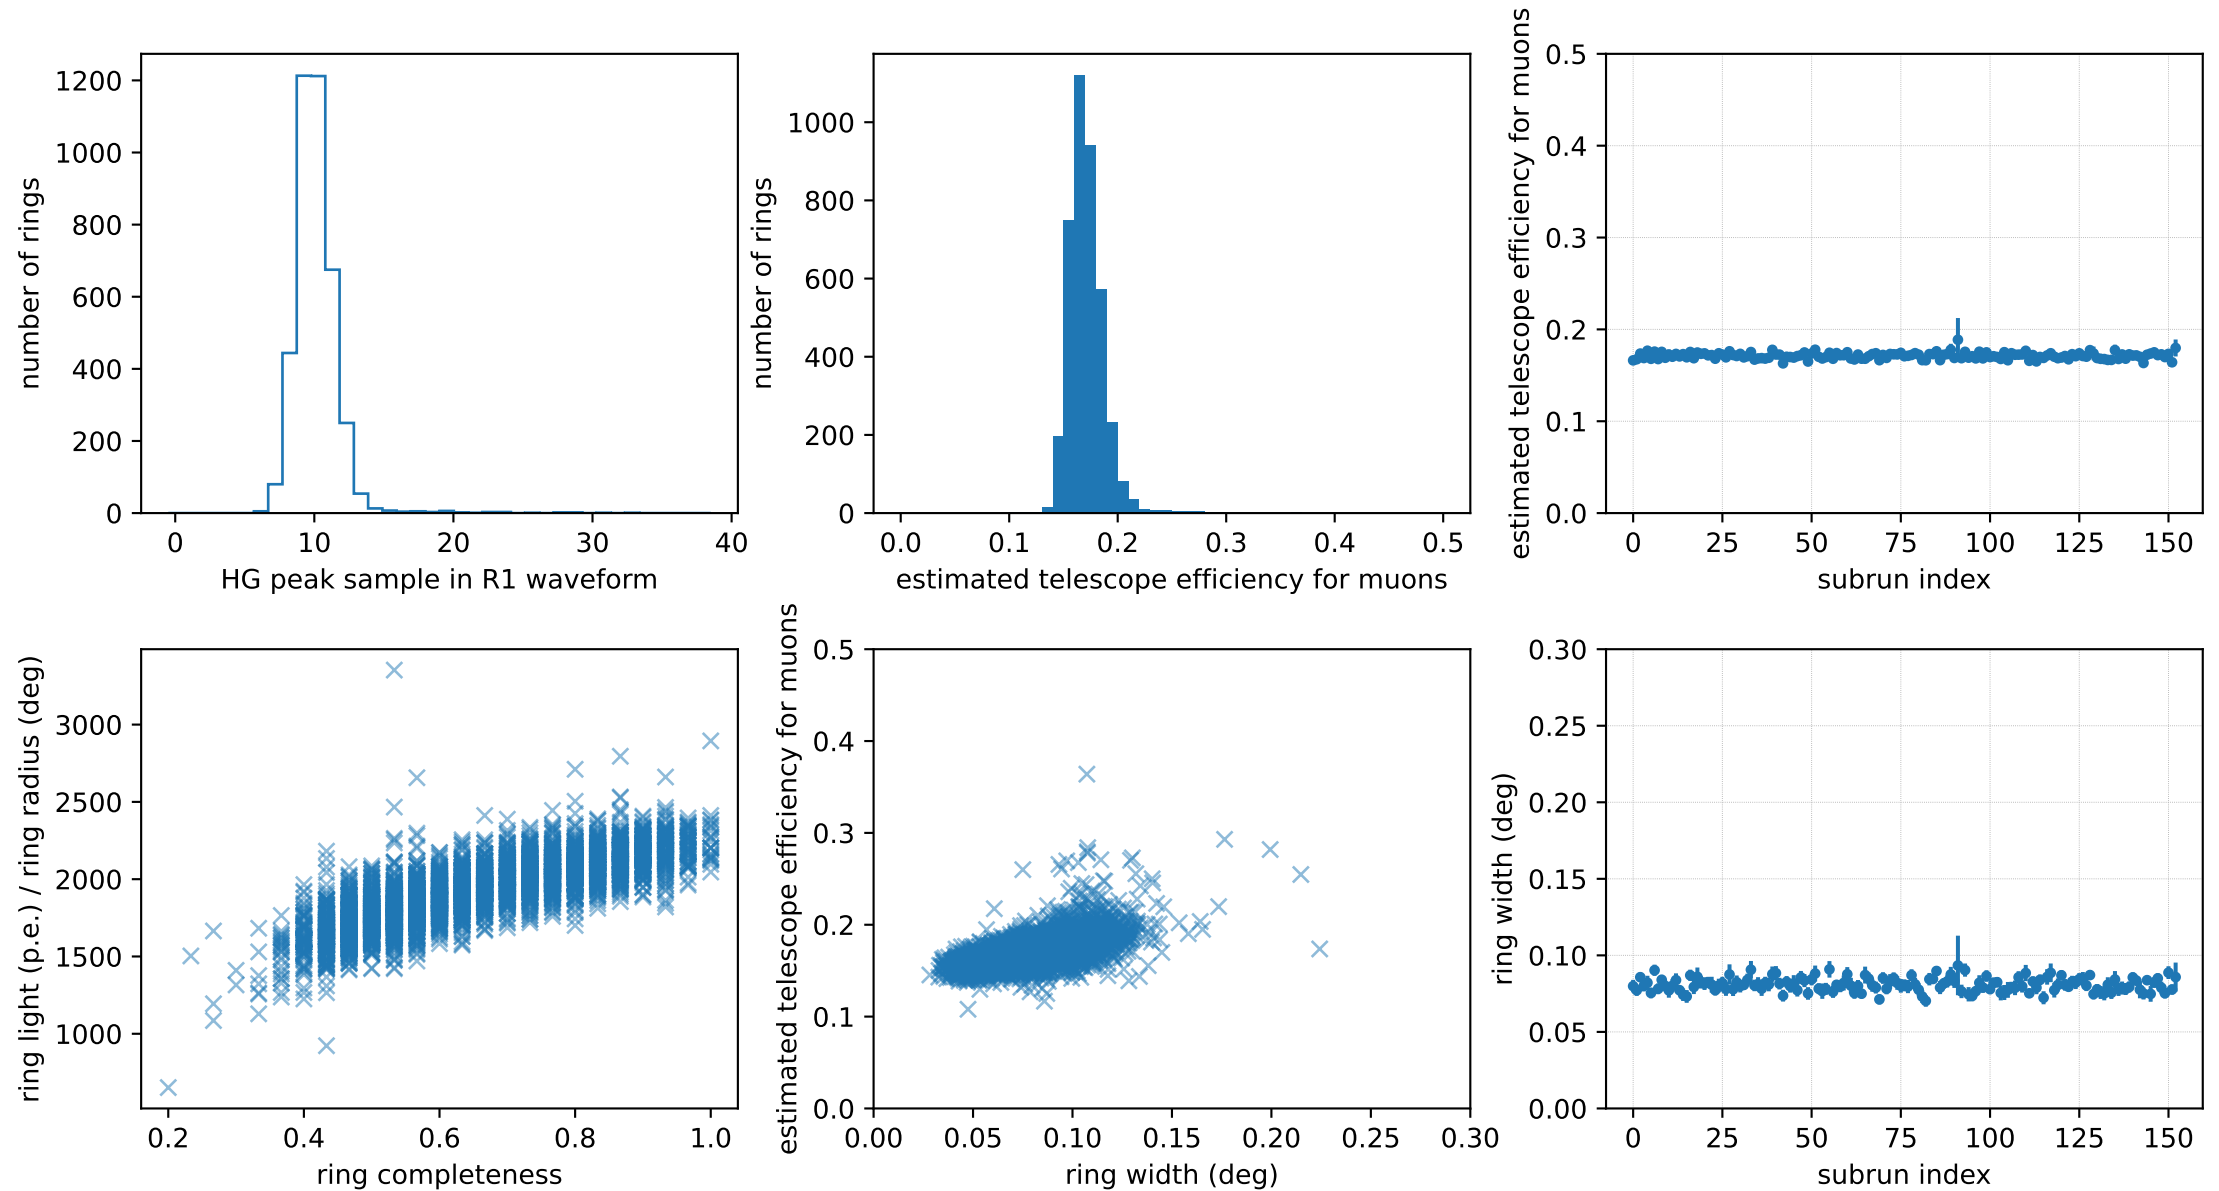 number of rings
1200
1000
800
600
400
200
0
0 10 20 30 40
HG peak sample in R1 waveform
number of rings
1000
800
600
400
200
0
0.0 0.1 0.2 0.3 0.4 0.5
estimated telescope efficiency for muons
estimated telescope efficiency for muons
0.5
0.4
0.3
0.2
0.1
0.0
0 25 50 75 100 125 150
subrun index
ring light (p.e.) / ring radius (deg)
3000
2500
2000
1500
1000
0.2 0.4 0.6 0.8 1.0
ring completeness
estimated telescope efficiency for muons
0.5
0.4
0.3
0.2
0.1
0.0
0.00 0.05 0.10 0.15 0.20 0.25 0.30
ring width (deg)
ring width (deg)
0.30
0.25
0.20
0.15
0.10
0.05
0.00
0 25 50 75 100 125 150
subrun index